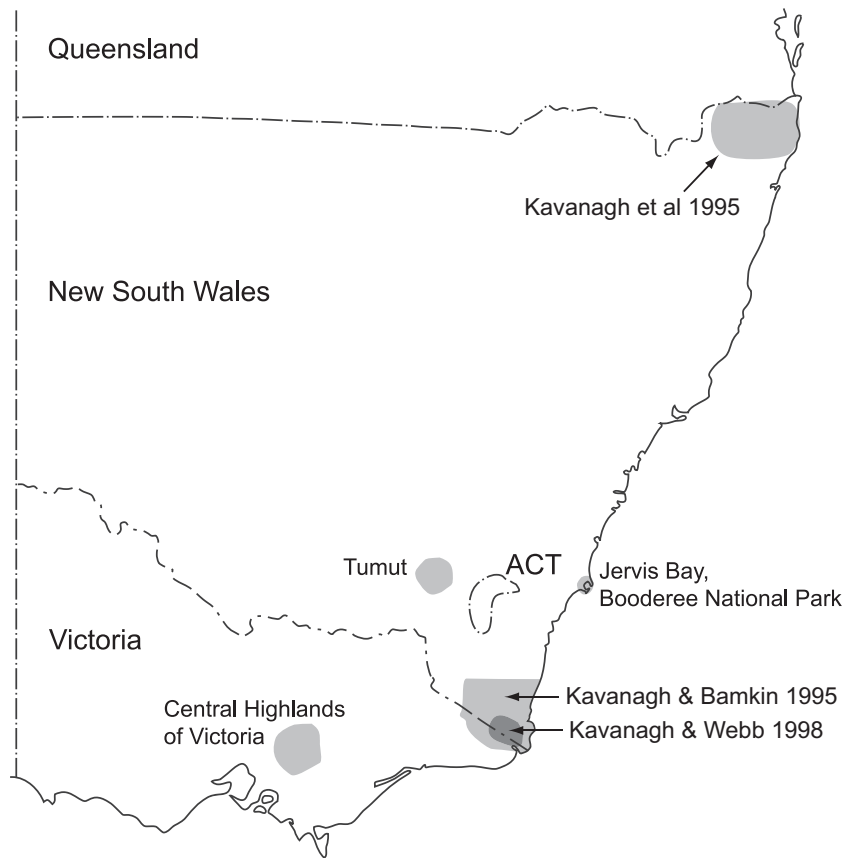 Queensland
Kavanagh et al 1995
New South Wales
Tumut
ACT
Jervis Bay,
Booderee National Park
Victoria
Kavanagh & Bamkin 1995
Central Highlands
of Victoria
Kavanagh & Webb 1998